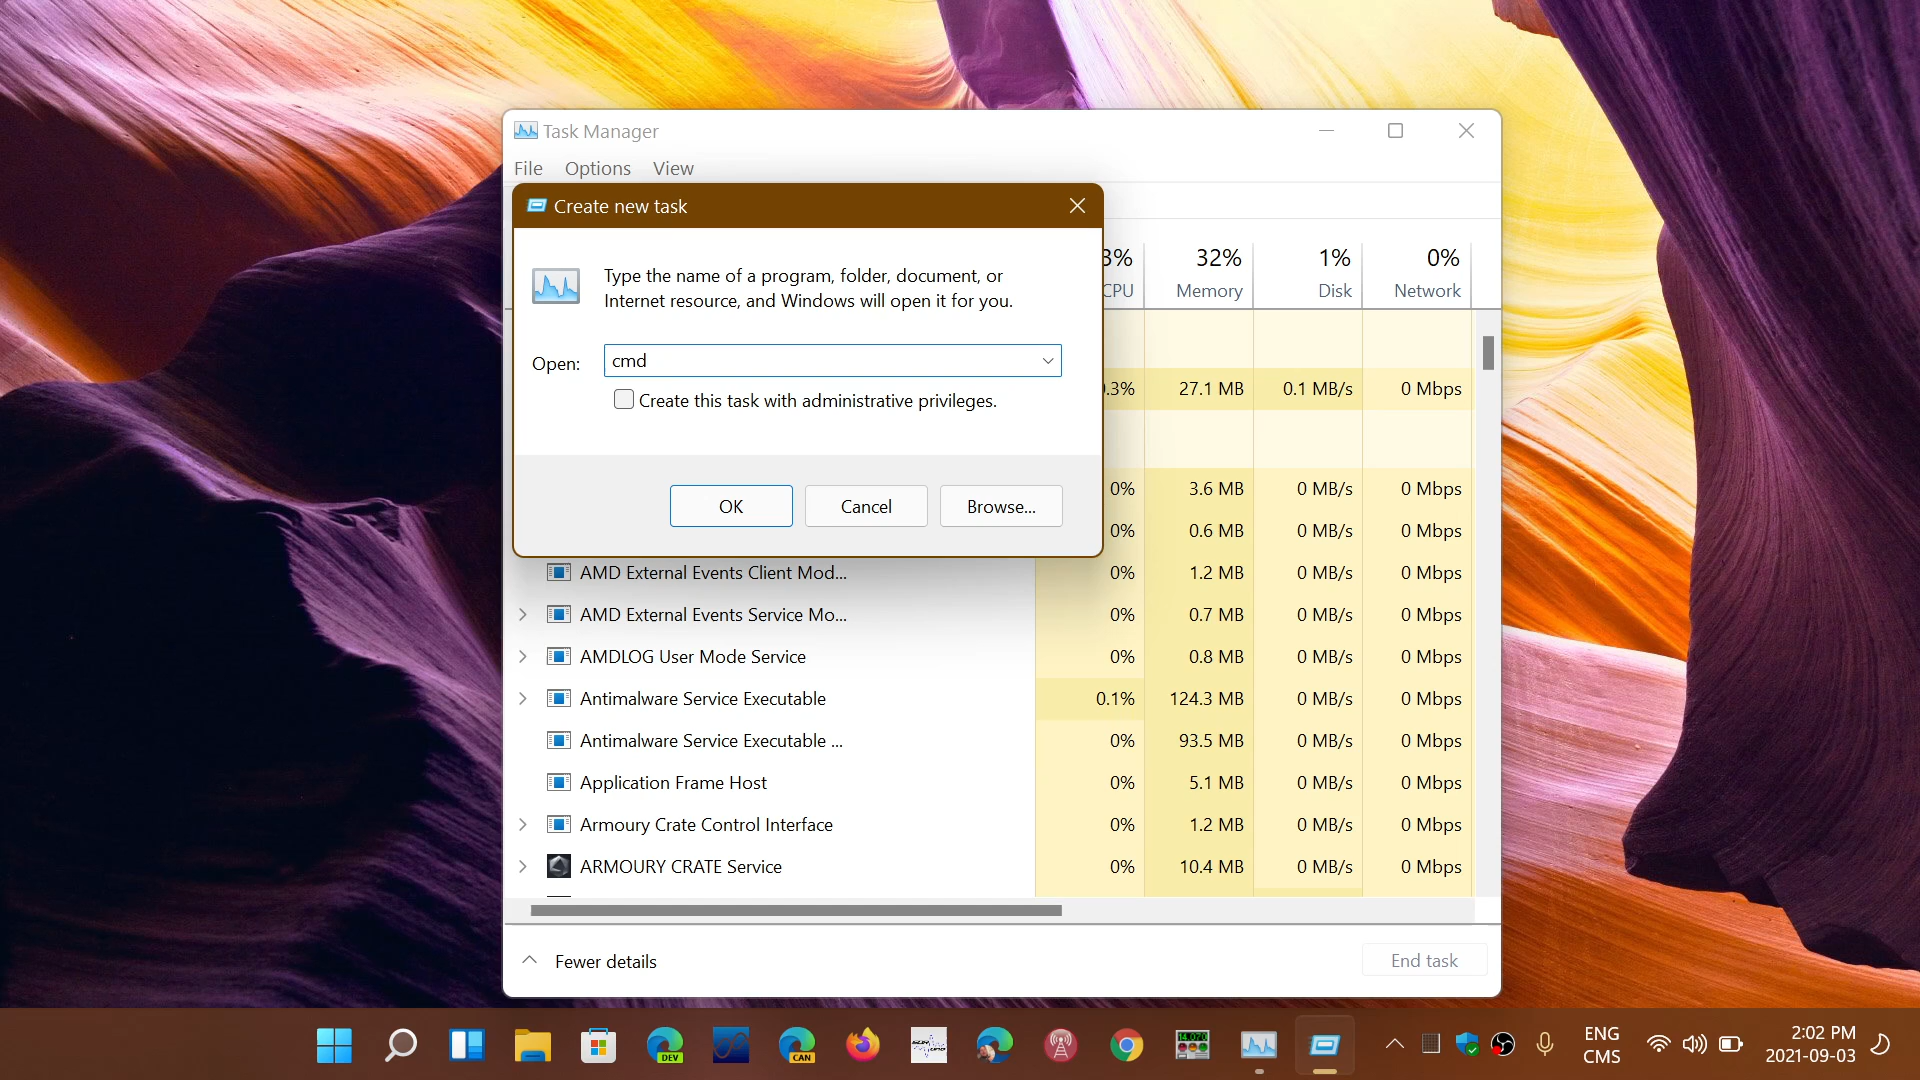 Task Manager
File Options View
Create new task
Type the name of a program, folder, document, or
Internet resource, and Windows will open it for you.
Open: cmd
Create this task with administrative privileges.
OK Cancel Browse...
3% 32% 1% 0%
CPU Memory Disk Network
0.3% 27.1 MB 0.1 MB/s 0 Mbps
0% 3.6 MB 0 MB/s 0 Mbps
0% 0.6 MB 0 MB/s 0 Mbps
AMD External Events Client Mod... 0% 1.2 MB 0 MB/s 0 Mbps
AMD External Events Service Mo... 0% 0.7 MB 0 MB/s 0 Mbps
AMDLOG User Mode Service 0% 0.8 MB 0 MB/s 0 Mbps
Antimalware Service Executable 0.1% 124.3 MB 0 MB/s 0 Mbps
Antimalware Service Executable ... 0% 93.5 MB 0 MB/s 0 Mbps
Application Frame Host 0% 5.1 MB 0 MB/s 0 Mbps
Armoury Crate Control Interface 0% 1.2 MB 0 MB/s 0 Mbps
ARMOURY CRATE Service 0% 10.4 MB 0 MB/s 0 Mbps
Fewer details End task
DEV CAN 14.070
ENG
CMS
2:02 PM
2021-09-03